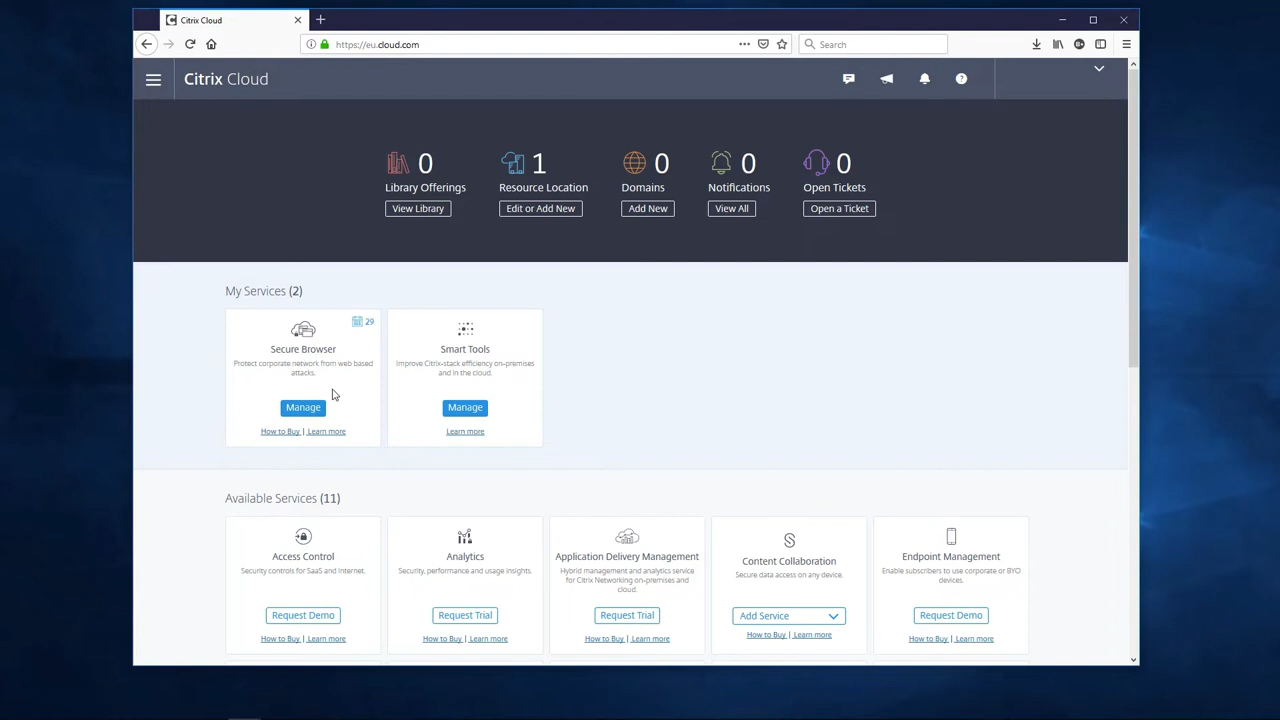 Citrix Cloud
https://eu.cloud.com
Search
Citrix Cloud
0
Library Offerings
View Library
1
Resource Location
Edit or Add New
0
Domains
Add New
0
Notifications
View All
0
Open Tickets
Open a Ticket
My Services (2)
29
Secure Browser
Protect corporate network from web based
attacks.
Manage
How to Buy | Learn more
Smart Tools
Improve Citrix-stack efficiency on-premises
and in the cloud.
Manage
Learn more
Available Services (11)
Access Control
Security controls for SaaS and Internet.
Request Demo
How to Buy | Learn more
Analytics
Security, performance and usage insights.
Request Trial
How to Buy | Learn more
Application Delivery Management
Hybrid management and analytics service
for Citrix Networking on-premises and
cloud.
Request Trial
How to Buy | Learn more
Content Collaboration
Secure data access on any device.
Add Service
How to Buy | Learn more
Endpoint Management
Enable subscribers to use corporate or BYO
devices.
Request Demo
How to Buy | Learn more